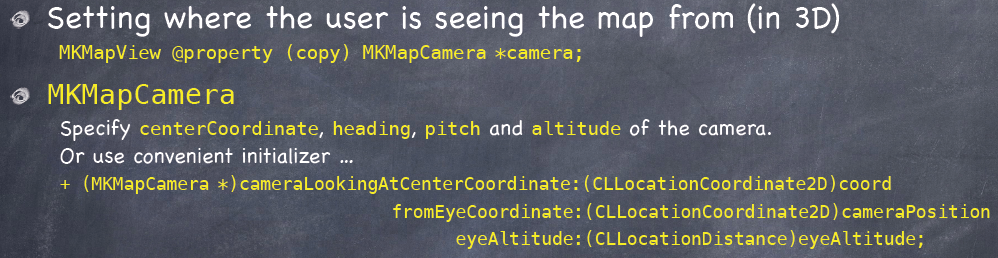 Setting where the user is seeing the map from (in 3D)
MKMapView @property (copy) MKMapCamera *camera;
MKMapCamera
Specify centerCoordinate, heading, pitch and altitude of the camera.
Or use convenient initializer ...
+ (MKMapCamera *)cameraLookingAtCenterCoordinate:(CLLocationCoordinate2D)coord
fromEyeCoordinate:(CLLocationCoordinate2D)cameraPosition
eyeAltitude:(CLLocationDistance)eyeAltitude;